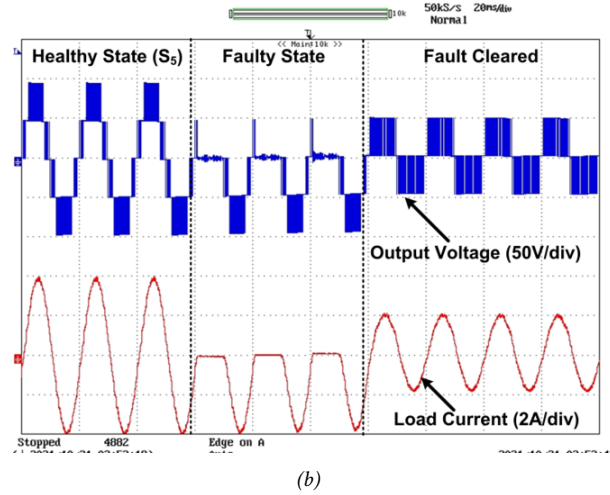 50kS/s 20ms/div
10k Normal
<< Main:10k >>
Healthy State (S5) Faulty State Fault Cleared
Output Voltage (50V/div)
Load Current (2A/div)
Stopped 4882 Edge on A
(b)